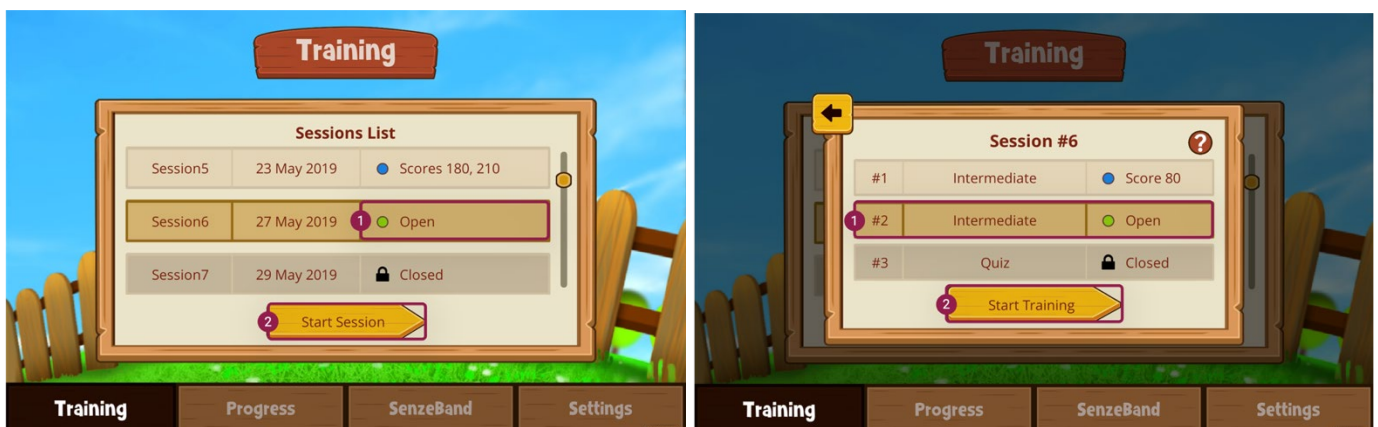 Training
Sessions List
Session5 23 May 2019 Scores 180, 210
Session6 27 May 2019 1 Open
Session7 29 May 2019 Closed
2 Start Session
Training Progress SenzeBand Settings
Training
Session #6 ?
#1 Intermediate Score 80
1 #2 Intermediate Open
#3 Quiz Closed
2 Start Training
Training Progress SenzeBand Settings